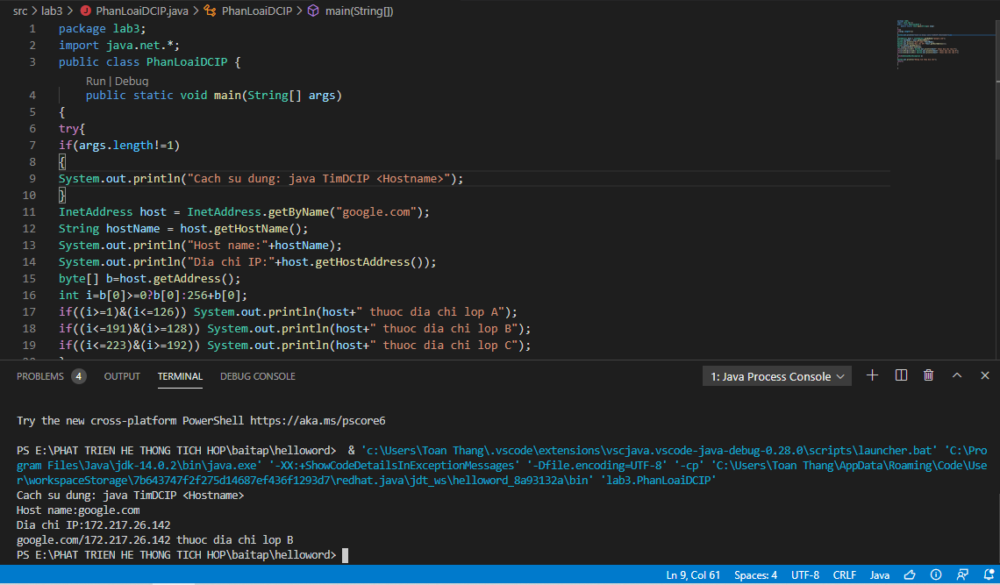 src > lab3 > PhanLoaiDCIP.java > PhanLoaiDCIP > main(String[])
1 package lab3;
2 import java.net.*;
3 public class PhanLoaiDCIP {
Run | Debug
4 public static void main(String[] args)
5 {
6 try{
7 if(args.length!=1)
8 {
9 System.out.println("Cach su dung: java TimDCIP <Hostname>");
10 }
11 InetAddress host = InetAddress.getByName("google.com");
12 String hostName = host.getHostName();
13 System.out.println("Host name:"+hostName);
14 System.out.println("Dia chi IP:"+host.getHostAddress());
15 byte[] b=host.getAddress();
16 int i=b[0]>=0?b[0]:256+b[0];
17 if((i>=1)&(i<=126)) System.out.println(host+" thuoc dia chi lop A");
18 if((i<=191)&(i>=128)) System.out.println(host+" thuoc dia chi lop B");
19 if((i<=223)&(i>=192)) System.out.println(host+" thuoc dia chi lop C");
PROBLEMS 4 OUTPUT TERMINAL DEBUG CONSOLE 1: Java Process Console
Try the new cross-platform PowerShell https://aka.ms/pscore6
PS E:\PHAT TRIEN HE THONG TICH HOP\baitap\helloword> & 'c:\Users\Toan Thang\.vscode\extensions\vscjava.vscode-java-debug-0.28.0\scripts\launcher.bat' 'C:\Pro
gram Files\Java\jdk-14.0.2\bin\java.exe' '-XX:+ShowCodeDetailsInExceptionMessages' '-Dfile.encoding=UTF-8' '-cp' 'C:\Users\Toan Thang\AppData\Roaming\Code\Use
r\workspaceStorage\7b643747f2f275d14687ef436f1293d7\redhat.java\jdt_ws\helloword_8a93132a\bin' 'lab3.PhanLoaiDCIP'
Cach su dung: java TimDCIP <Hostname>
Host name:google.com
Dia chi IP:172.217.26.142
google.com/172.217.26.142 thuoc dia chi lop B
PS E:\PHAT TRIEN HE THONG TICH HOP\baitap\helloword>
Ln 9, Col 61 Spaces: 4 UTF-8 CRLF Java